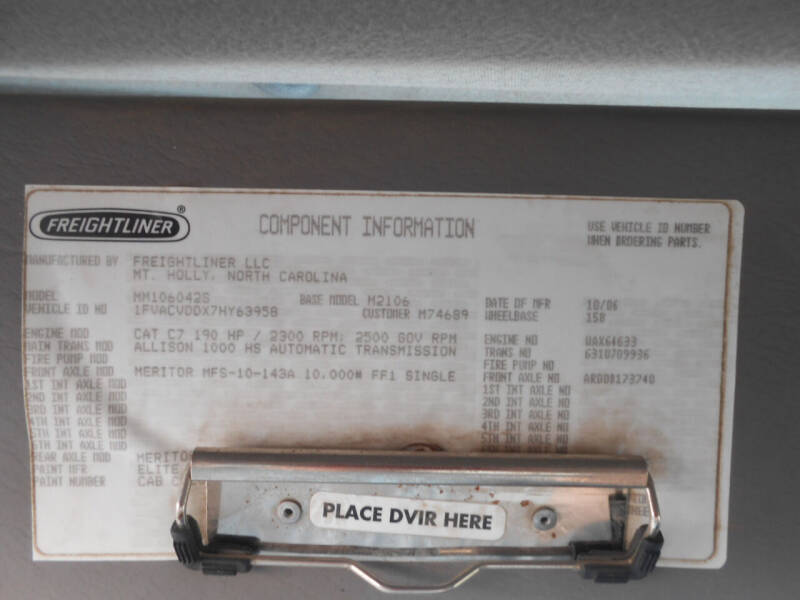 FREIGHTLINER®
COMPONENT INFORMATION
USE VEHICLE ID NUMBER
WHEN ORDERING PARTS.
MANUFACTURED BY FREIGHTLINER LLC
MT. HOLLY, NORTH CAROLINA
MODEL MM106042S BASE MODEL M2106 DATE OF MFR 10/06
VEHICLE ID NO 1FVACVDDX7HY63958 CUSTOMER M74689 WHEELBASE 158
ENGINE MOD CAT C7 190 HP / 2300 RPM; 2500 GOV RPM ENGINE NO WAX64633
MAIN TRANS MOD ALLISON 1000 HS AUTOMATIC TRANSMISSION TRANS NO 6310709936
FIRE PUMP MOD FIRE PUMP NO
FRONT AXLE MOD MERITOR MFS-10-143A 10,000# FF1 SINGLE FRONT AXLE NO ARD08173740
1ST INT AXLE MOD 1ST INT AXLE NO
2ND INT AXLE MOD 2ND INT AXLE NO
3RD INT AXLE MOD 3RD INT AXLE NO
4TH INT AXLE MOD 4TH INT AXLE NO
5TH INT AXLE MOD 5TH INT AXLE NO
6TH INT AXLE MOD
REAR AXLE MOD MERITOR
PAINT MFR ELITE
PAINT NUMBER CAB
PLACE DVIR HERE